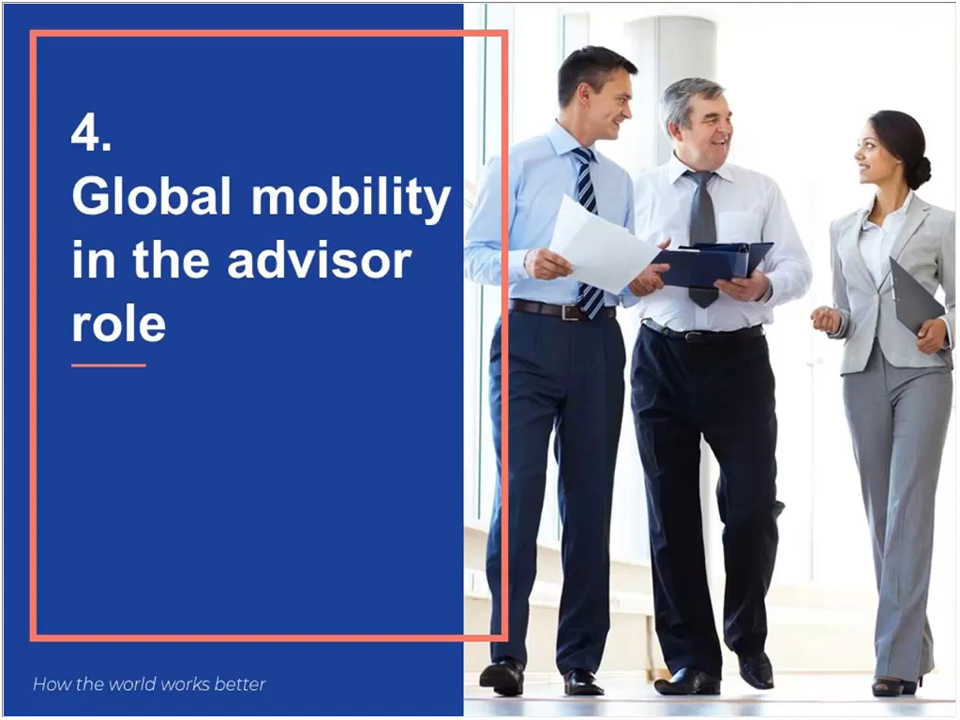 4.
Global mobility
in the advisor
role
How the world works better